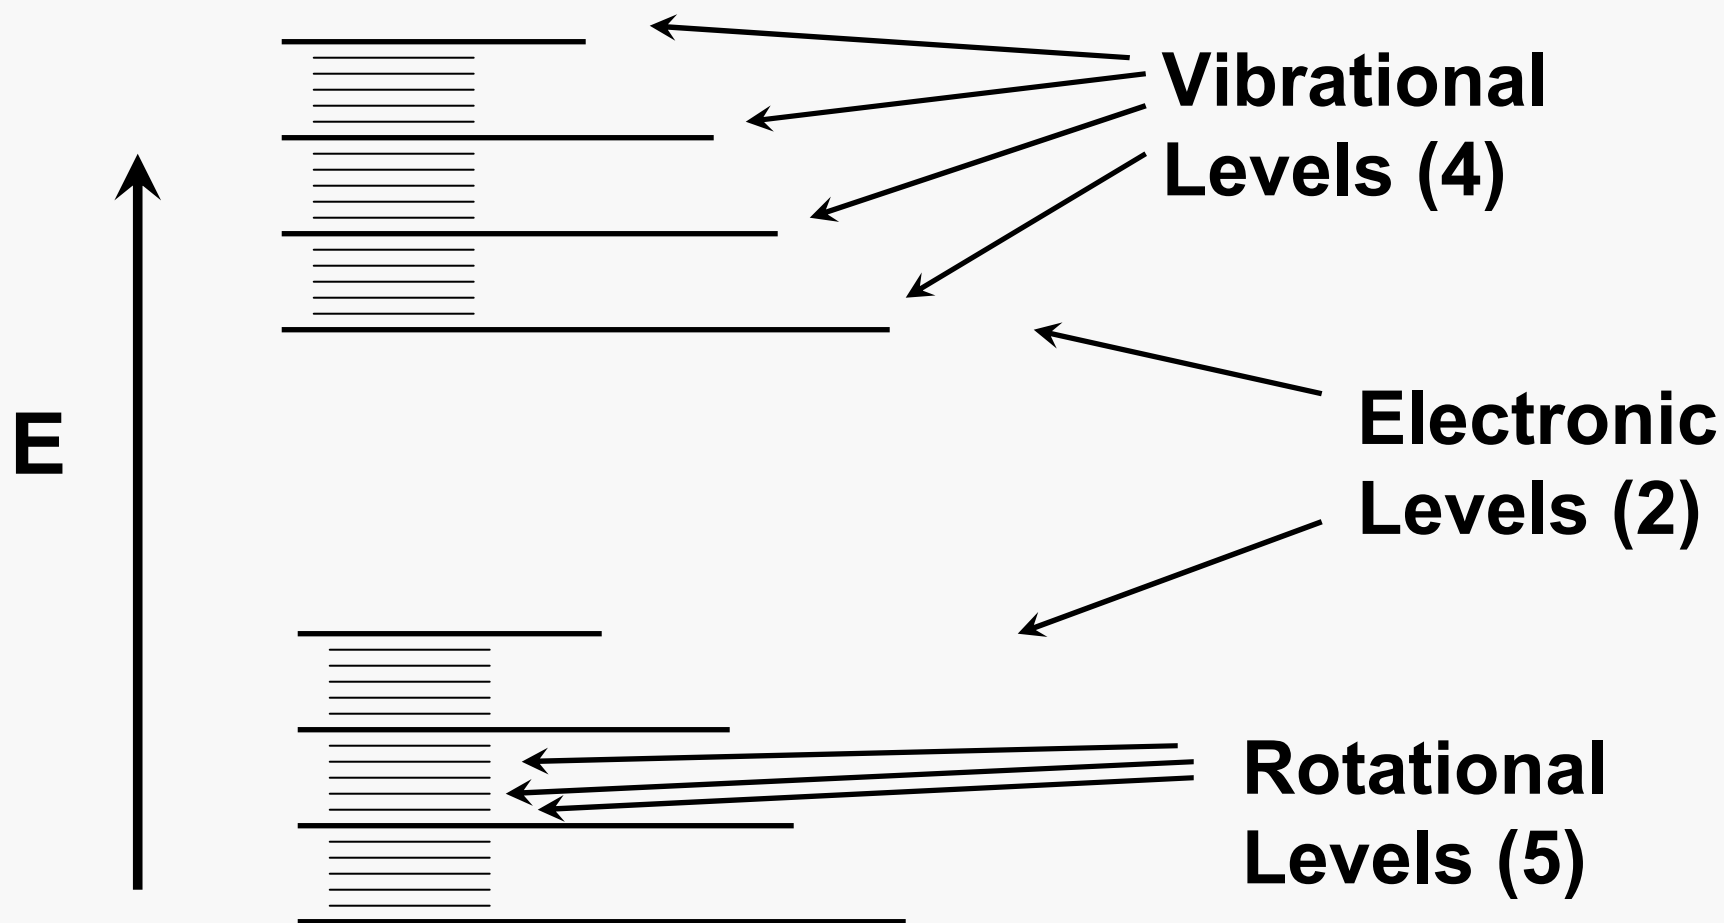 Vibrational
Levels (4)
E
Electronic
Levels (2)
Rotational
Levels (5)